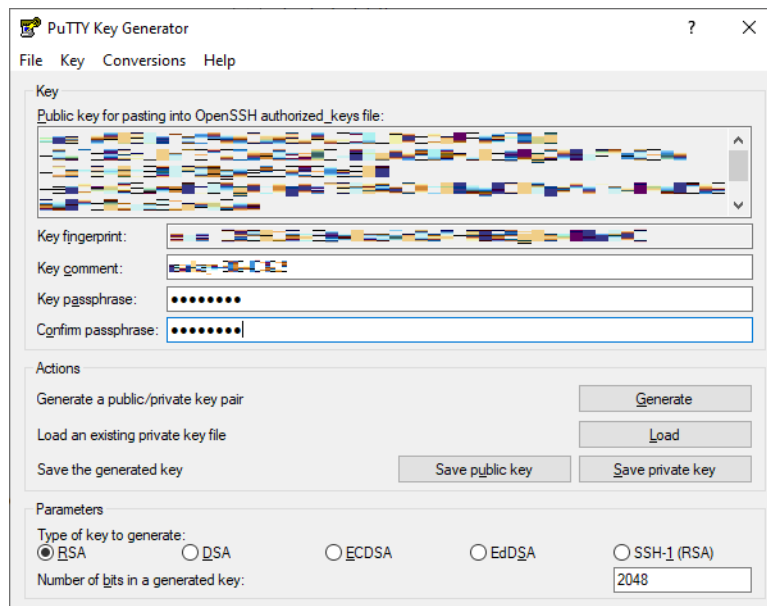 PuTTY Key Generator ? ×
File Key Conversions Help
Key
Public key for pasting into OpenSSH authorized_keys file:
Key fingerprint:
Key comment:
Key passphrase: ●●●●●●●●
Confirm passphrase: ●●●●●●●●
Actions
Generate a public/private key pair Generate
Load an existing private key file Load
Save the generated key Save public key Save private key
Parameters
Type of key to generate:
RSA DSA ECDSA EdDSA SSH-1 (RSA)
Number of bits in a generated key: 2048